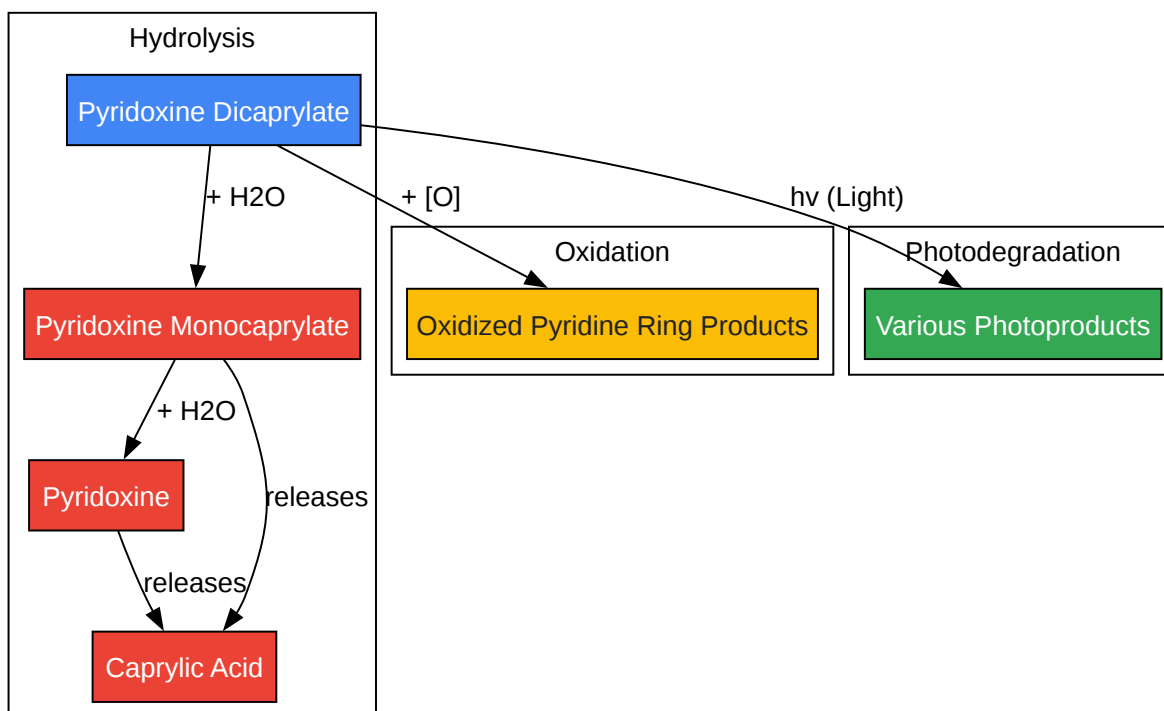 Hydrolysis
Pyridoxine Dicaprylate
+ H2O
+ [O]
hv (Light)
Oxidation
Photodegradation
Pyridoxine Monocaprylate
Oxidized Pyridine Ring Products
Various Photoproducts
+ H2O
Pyridoxine
releases
releases
Caprylic Acid